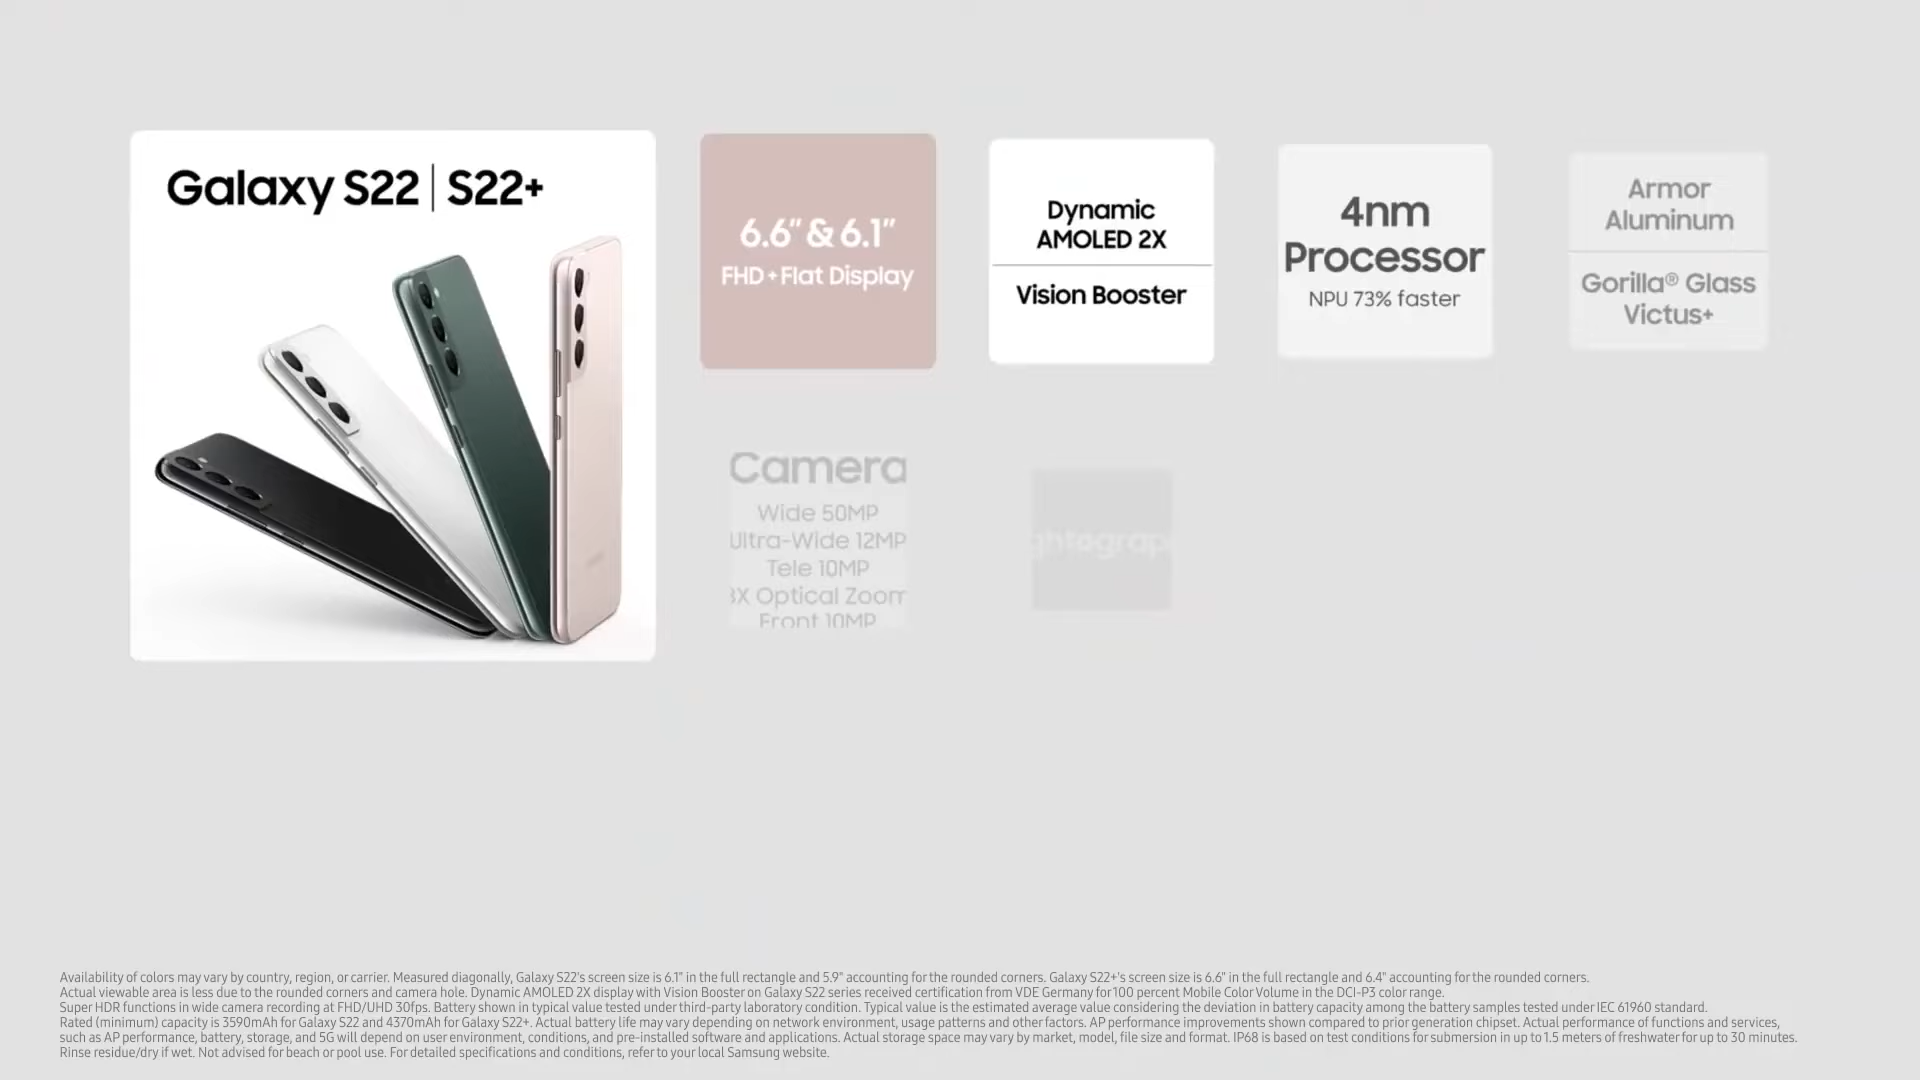 Galaxy S22 | S22+
6.6" & 6.1"
FHD+ Flat Display
Dynamic
AMOLED 2X
Vision Booster
4nm
Processor
NPU 73% faster
Armor
Aluminum
Gorilla® Glass
Victus+
Camera
Wide 50MP
Ultra-Wide 12MP
Tele 10MP
3X Optical Zoom
Front 10MP
Availability of colors may vary by country, region, or carrier. Measured diagonally, Galaxy S22's screen size is 6.1" in the full rectangle and 5.9" accounting for the rounded corners. Galaxy S22+'s screen size is 6.6" in the full rectangle and 6.4" accounting for the rounded corners.
Actual viewable area is less due to the rounded corners and camera hole. Dynamic AMOLED 2X display with Vision Booster on Galaxy S22 series received certification from VDE Germany for 100 percent Mobile Color Volume in the DCI-P3 color range.
Super HDR functions in wide camera recording at FHD/UHD 30fps. Battery shown in typical value tested under third-party laboratory condition. Typical value is the estimated average value considering the deviation in battery capacity among the battery samples tested under IEC 61960 standard.
Rated (minimum) capacity is 3590mAh for Galaxy S22 and 4370mAh for Galaxy S22+. Actual battery life may vary depending on network environment, usage patterns and other factors. AP performance improvements shown compared to prior generation chipset. Actual performance of functions and services,
such as AP performance, battery, storage, and 5G will depend on user environment, conditions, and pre-installed software and applications. Actual storage space may vary by market, model, file size and format. IP68 is based on test conditions for submersion in up to 1.5 meters of freshwater for up to 30 minutes.
Rinse residue/dry if wet. Not advised for beach or pool use. For detailed specifications and conditions, refer to your local Samsung website.